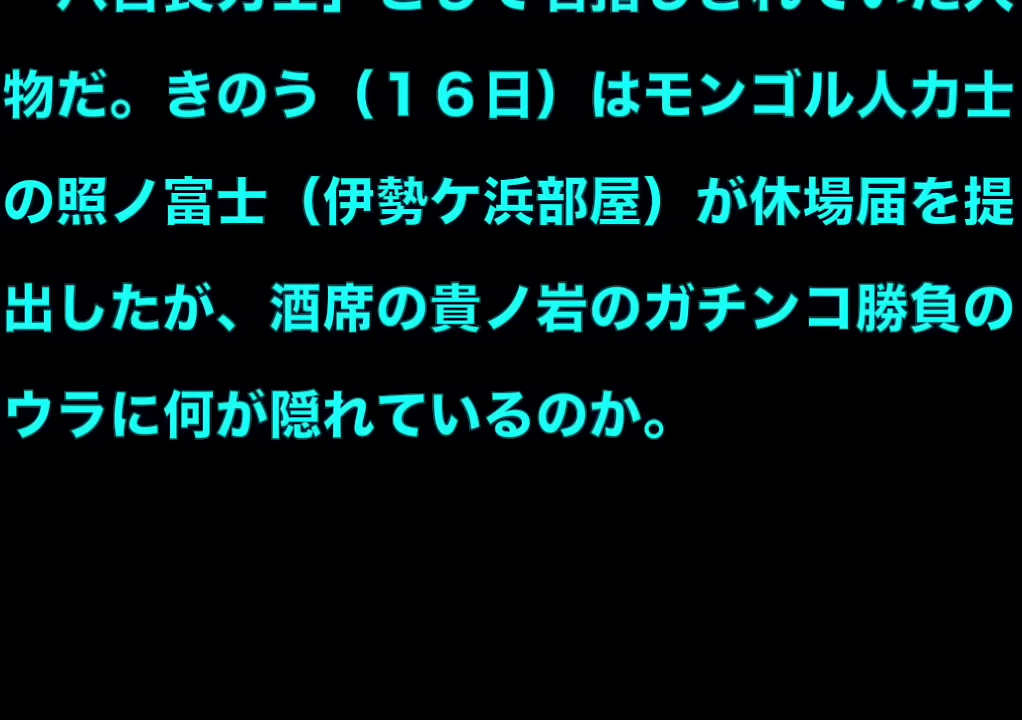 物だ。きのう（１６日）はモンゴル人力士
の照ノ富士（伊勢ケ浜部屋）が休場届を提
出したが、酒席の貴ノ岩のガチンコ勝負の
ウラに何が隠れているのか。